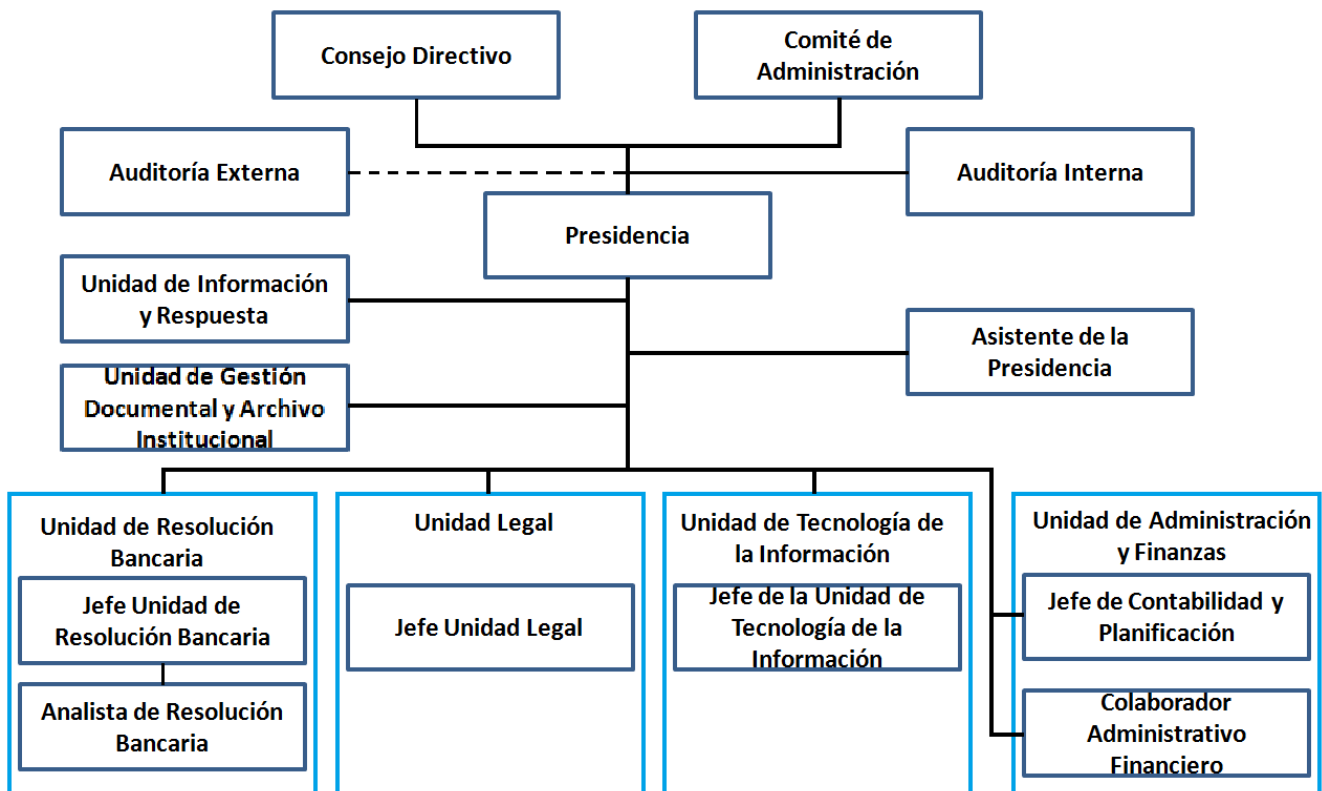 Consejo Directivo
Comité de
Administración
Auditoría Externa
Auditoría Interna
Presidencia
Unidad de Información
y Respuesta
Asistente de la
Presidencia
Unidad de Gestión
Documental y Archivo
Institucional
Unidad de Resolución
Bancaria
Jefe Unidad de
Resolución Bancaria
Analista de Resolución
Bancaria
Unidad Legal
Jefe Unidad Legal
Unidad de Tecnología de
la Información
Jefe de la Unidad de
Tecnología de la
Información
Unidad de Administración
y Finanzas
Jefe de Contabilidad y
Planificación
Colaborador
Administrativo
Financiero